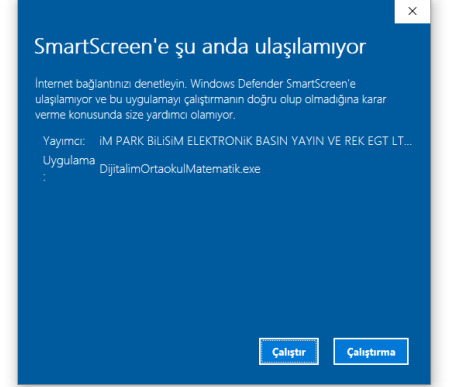 SmartScreen'e şu anda ulaşılamıyor
İnternet bağlantınızı denetleyin. Windows Defender SmartScreen'e
ulaşılamıyor ve bu uygulamayı çalıştırmanın doğru olup olmadığına karar
verme konusunda size yardımcı olamıyor.
Yayımcı: iM PARK BiLiSiM ELEKTRONiK BASIN YAYIN VE REK EGT LT...
Uygulama
: DijitalimOrtaokulMatematik.exe
Çalıştır Çalıştırma